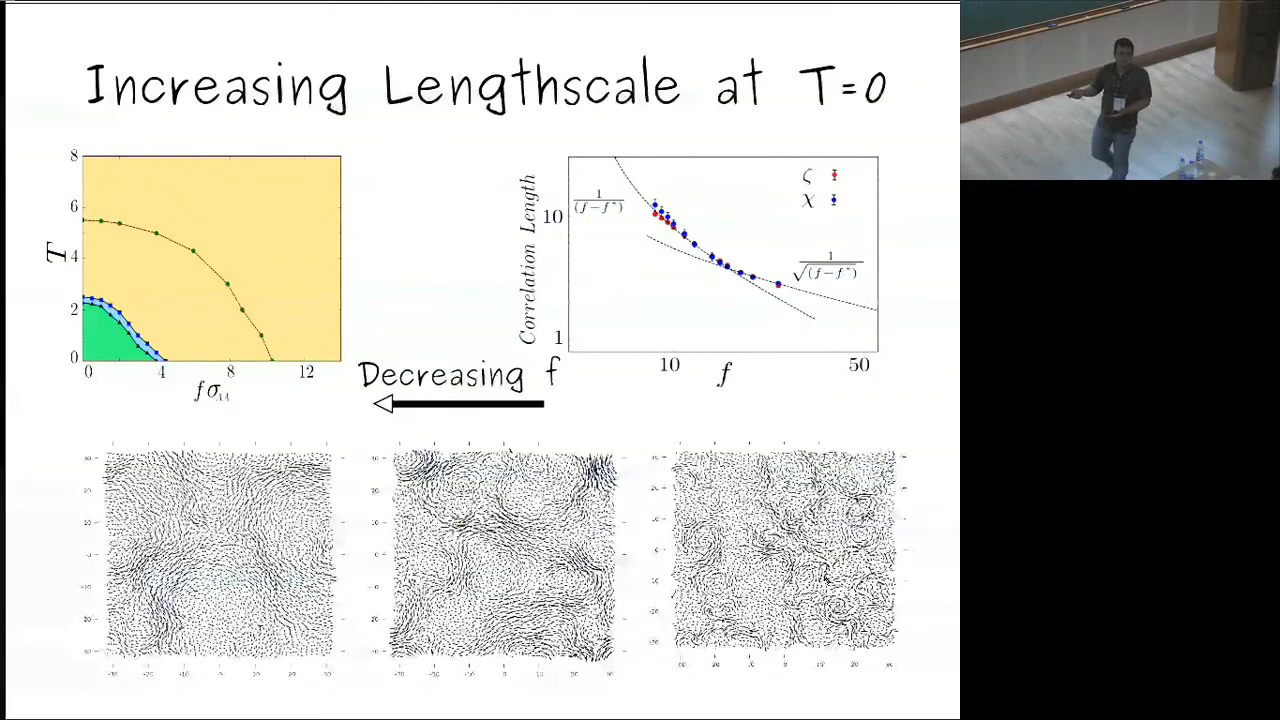 Increasing Lengthscale at T=0
8
6
4
2
0
T
0 4 8 12
fσ
Correlation Length
10
1
1/(f−f*)
ζ
χ
1/√(f−f*)
10 50
f
Decreasing f